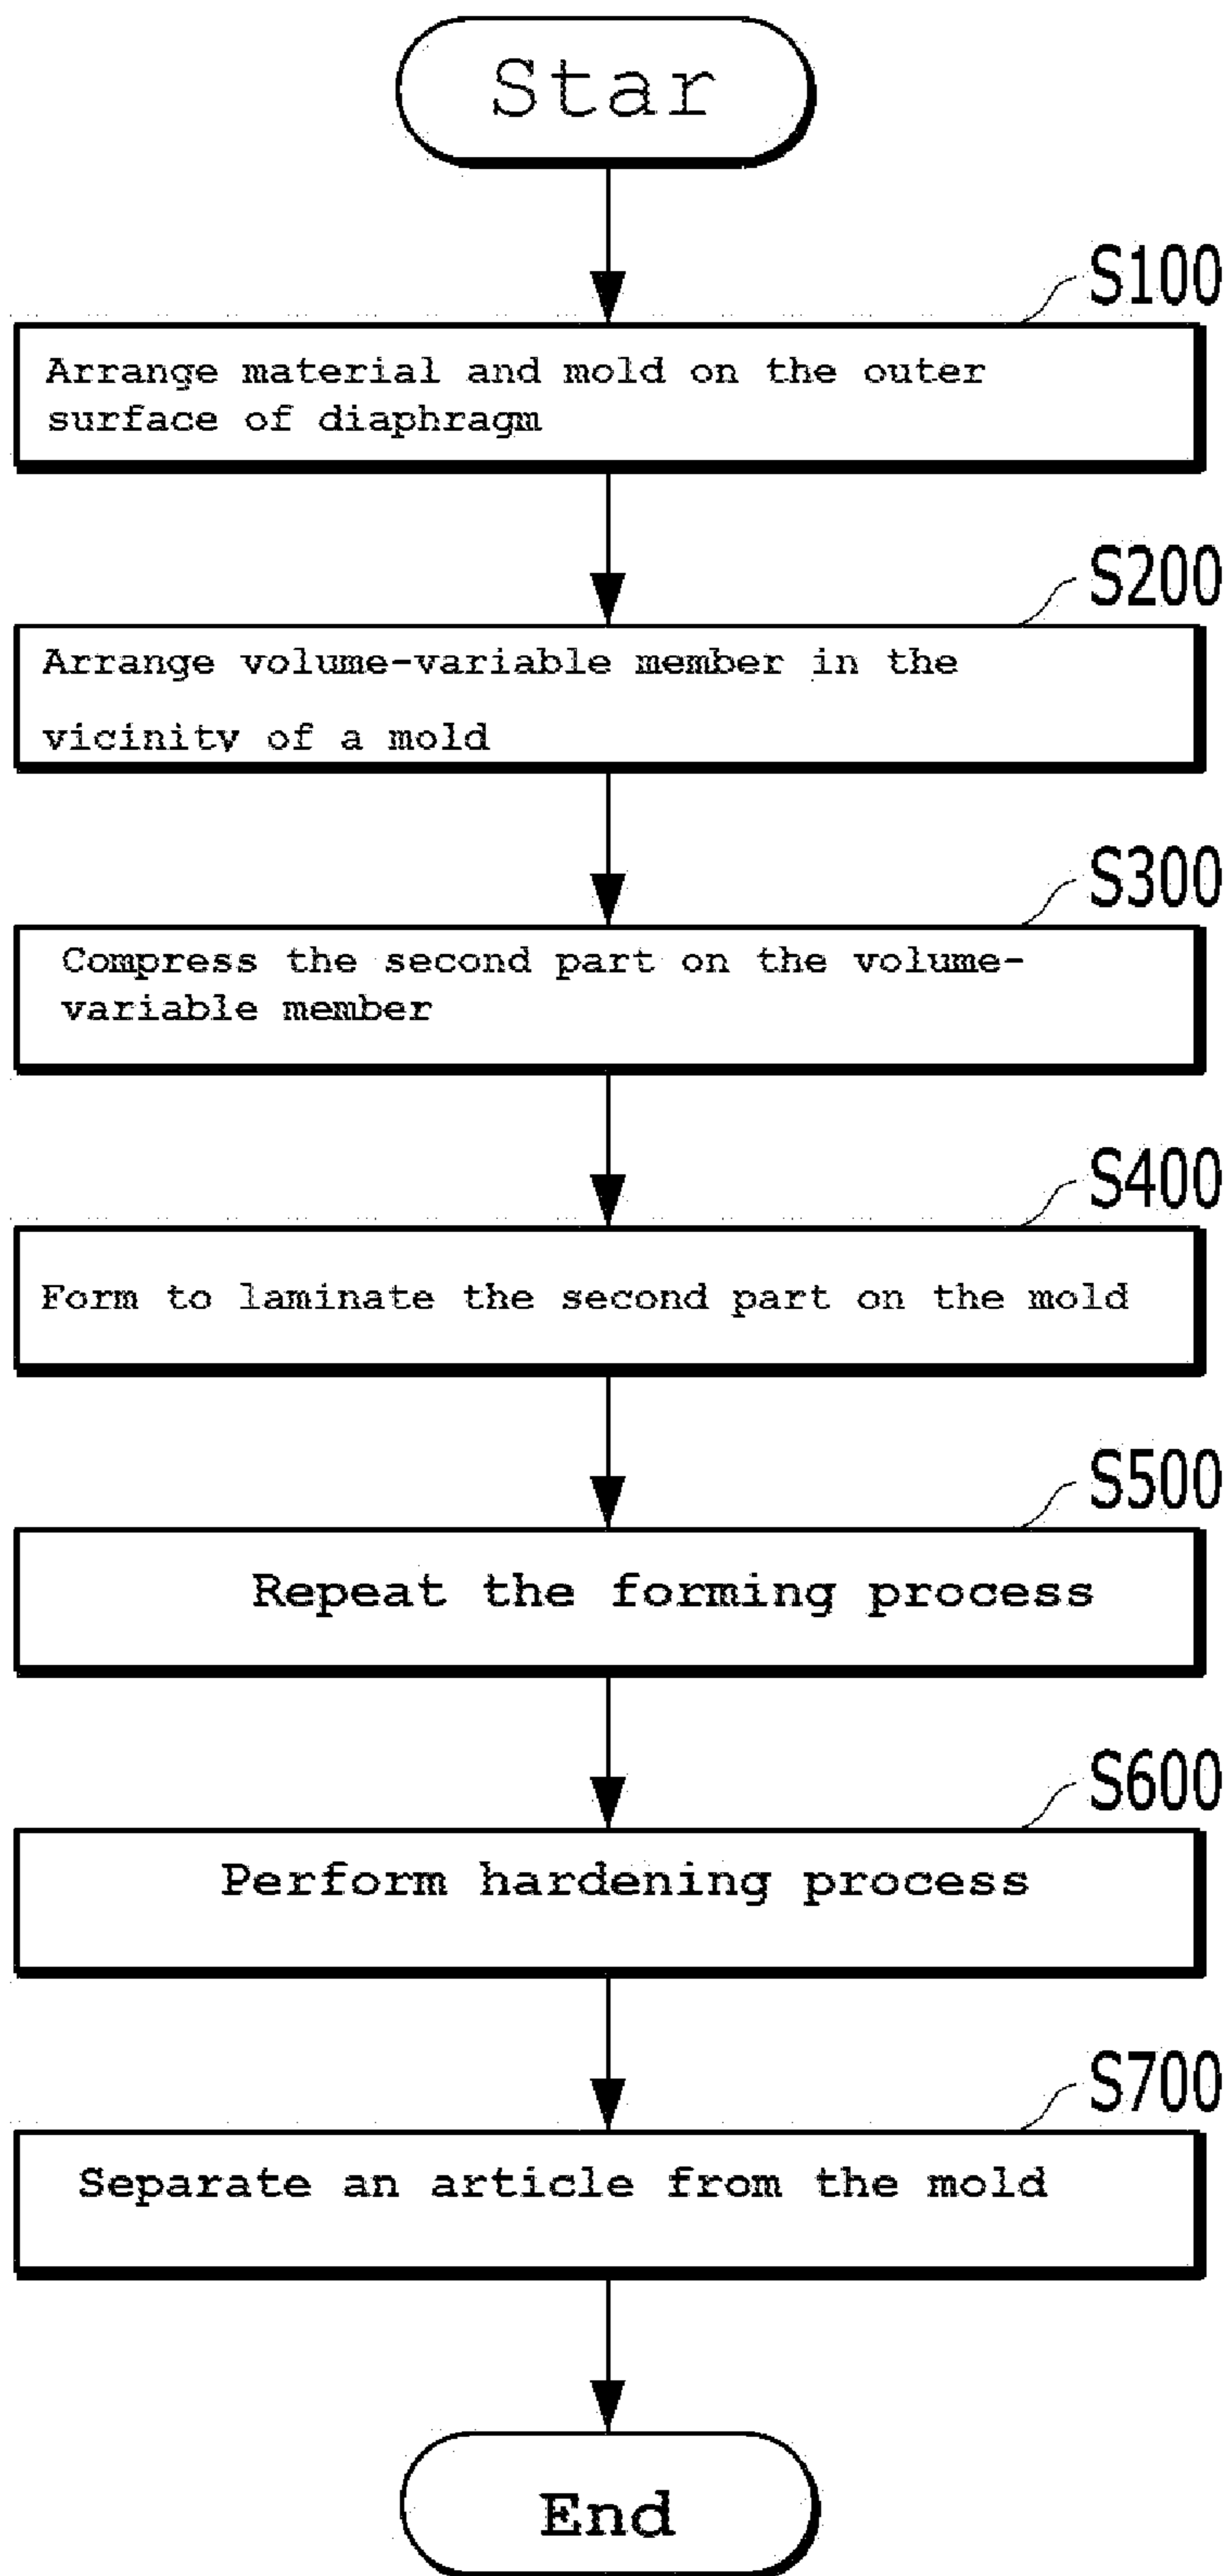 Star
S100
Arrange material and mold on the outer
surface of diaphragm
S200
Arrange volume-variable member in the
vicinity of a mold
S300
Compress the second part on the volume-
variable member
S400
Form to laminate the second part on the mold
S500
Repeat the forming process
S600
Perform hardening process
S700
Separate an article from the mold
End